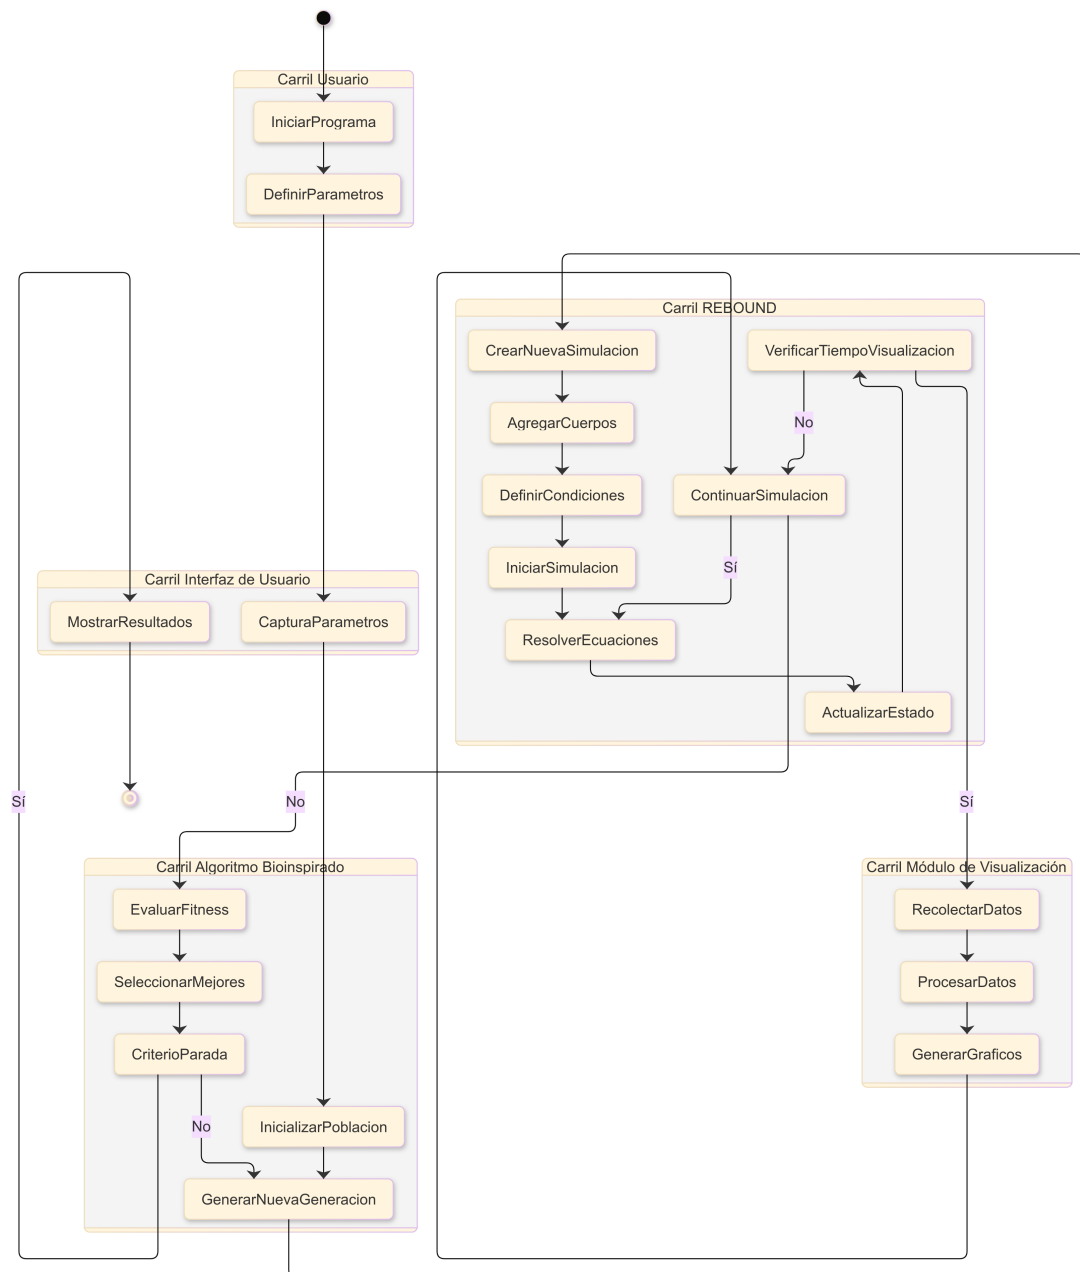 Carril Usuario
IniciarPrograma
DefinirParametros
Carril REBOUND
CrearNuevaSimulacion
VerificarTiempoVisualizacion
AgregarCuerpos
No
DefinirCondiciones
ContinuarSimulacion
IniciarSimulacion
Sí
Carril Interfaz de Usuario
MostrarResultados
CapturaParametros
ResolverEcuaciones
ActualizarEstado
Sí
No
Sí
Carril Algoritmo Bioinspirado
EvaluarFitness
SeleccionarMejores
CriterioParada
No
InicializarPoblacion
GenerarNuevaGeneracion
Carril Módulo de Visualización
RecolectarDatos
ProcesarDatos
GenerarGraficos